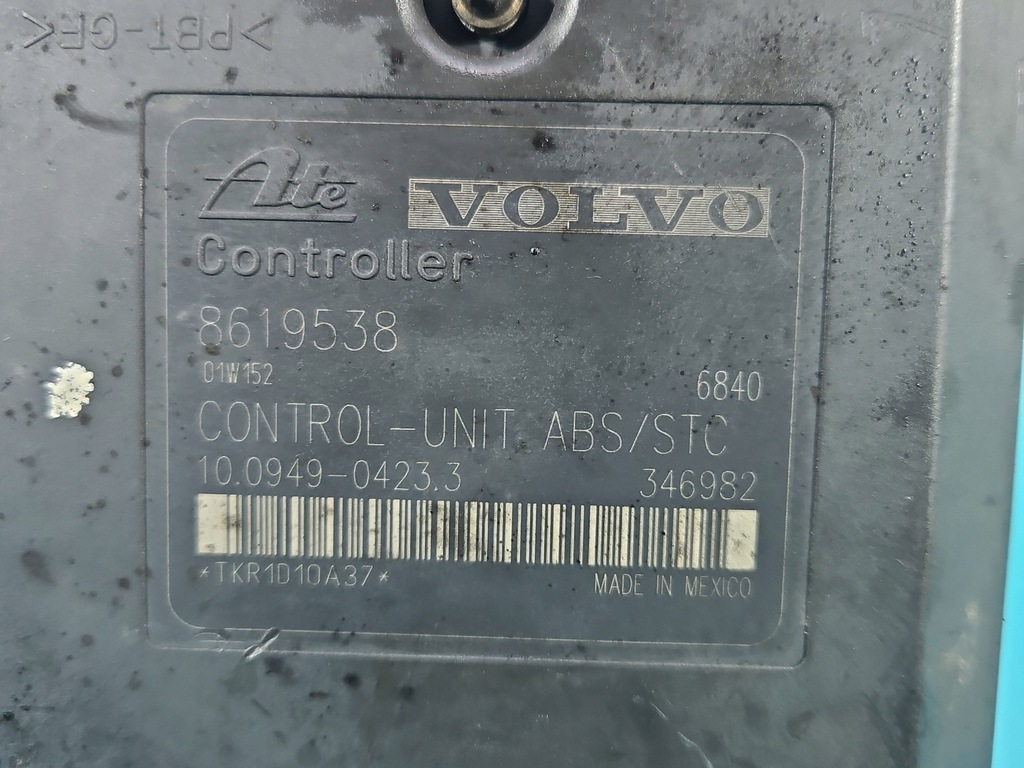 >PBT-GF<
Ate VOLVO
Controller
8619538
01W152 6840
CONTROL-UNIT ABS/STC
10.0949-0423.3 346982
*TKR1D10A37* MADE IN MEXICO